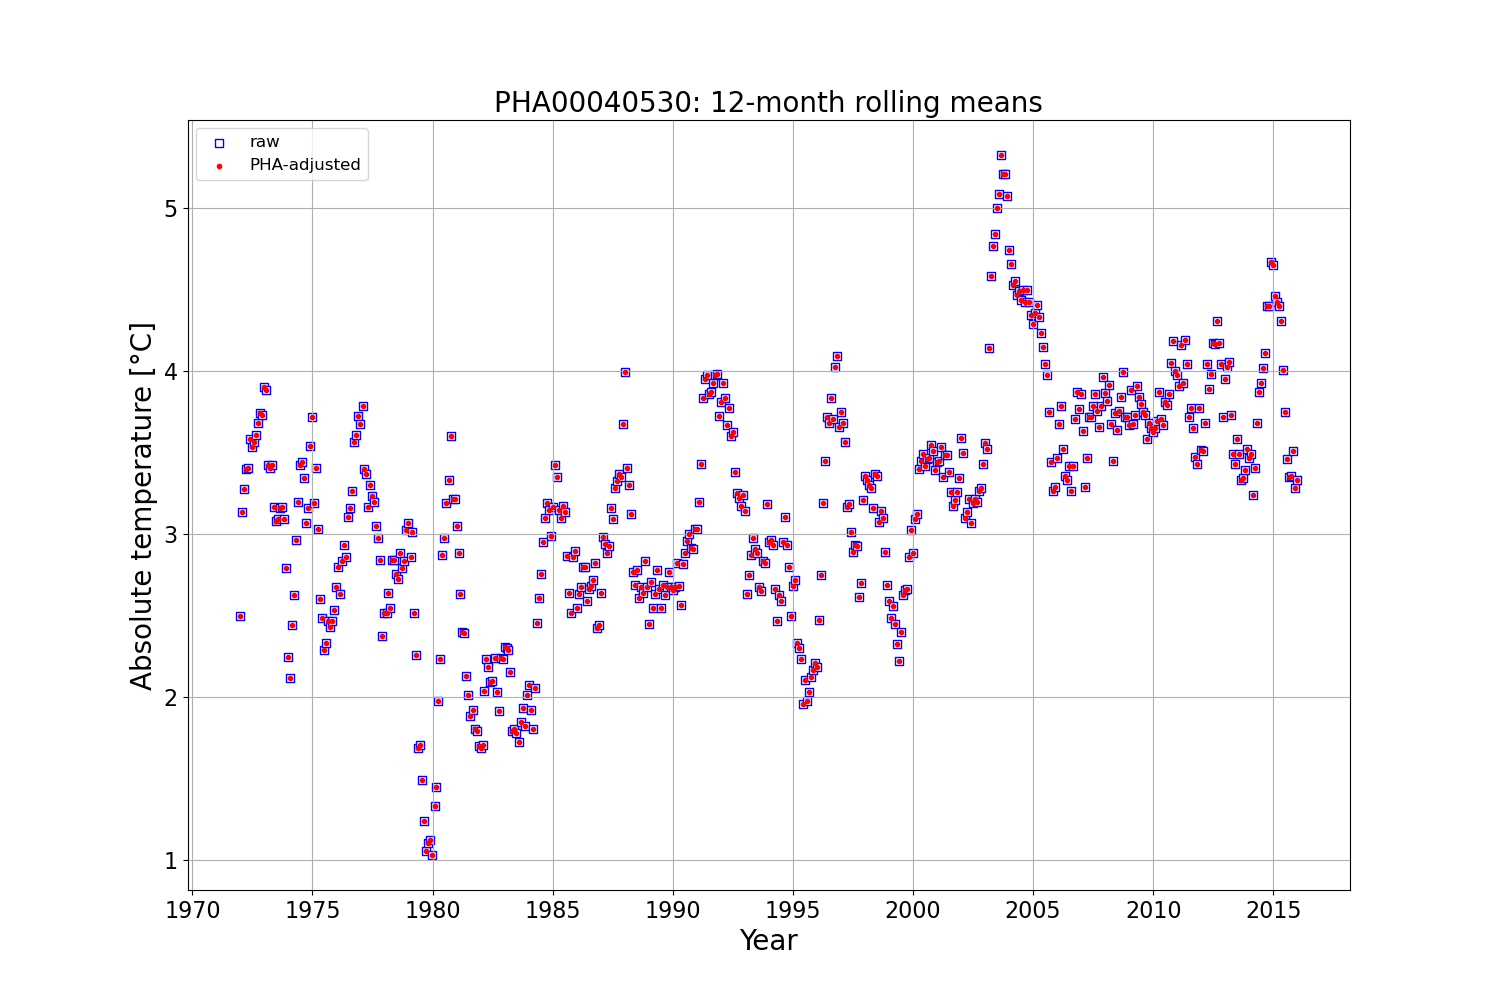 PHA00040530: 12-month rolling means
raw
PHA-adjusted
Absolute temperature [°C]
5
4
3
2
1
1970 1975 1980 1985 1990 1995 2000 2005 2010 2015
Year